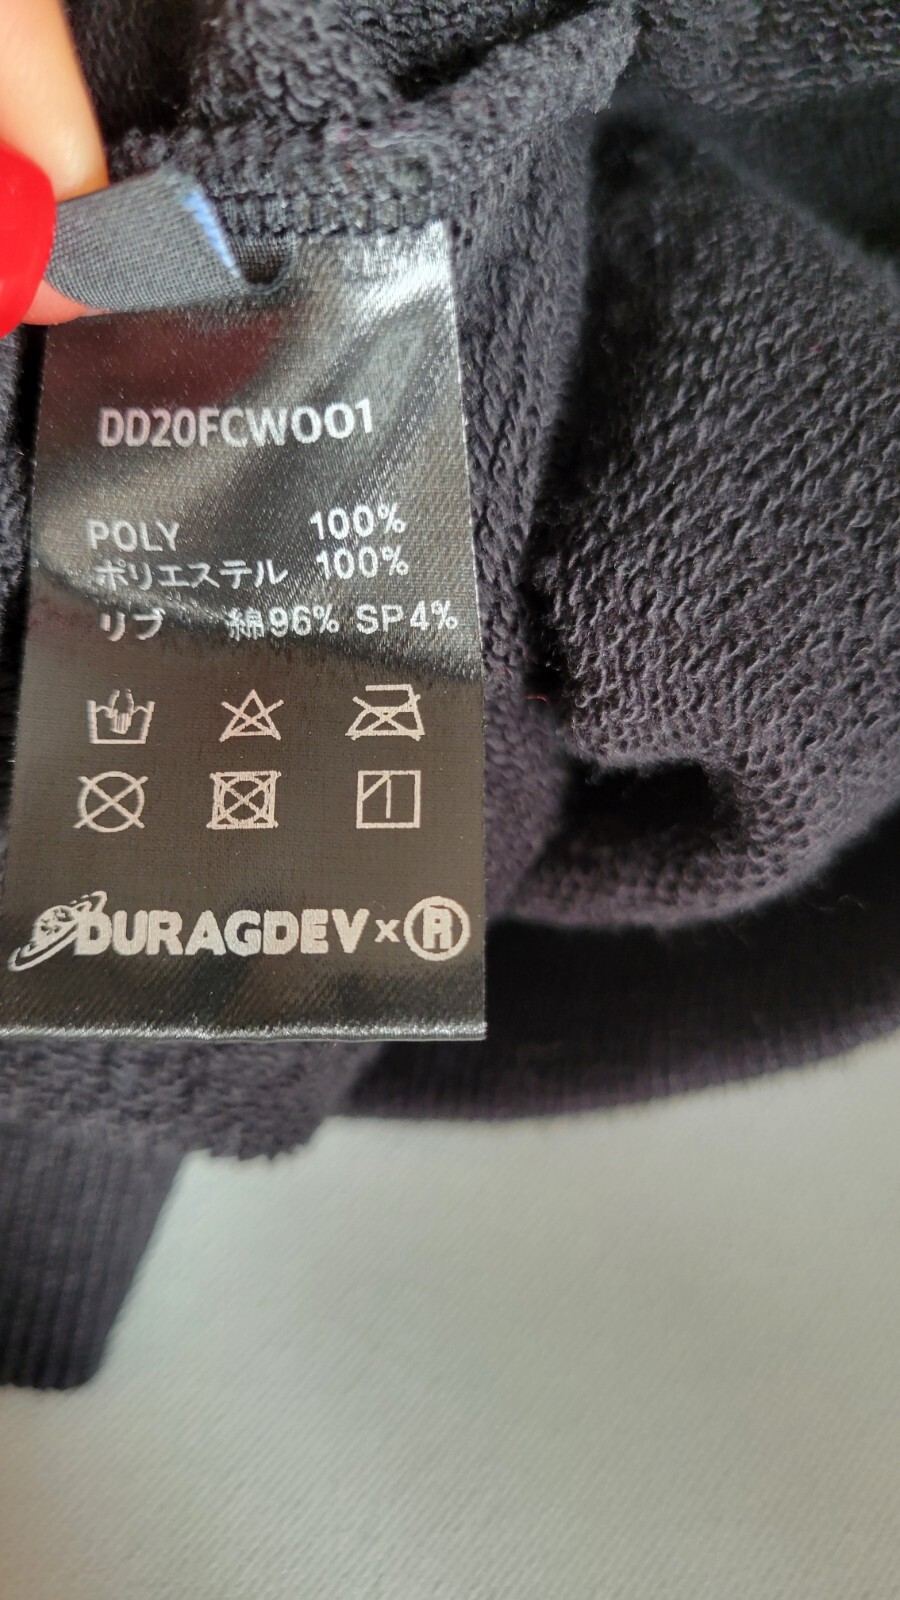 DD20FCW001
POLY 100%
ポリエステル 100%
リブ 綿96% SP4%
DURAGDEV x R